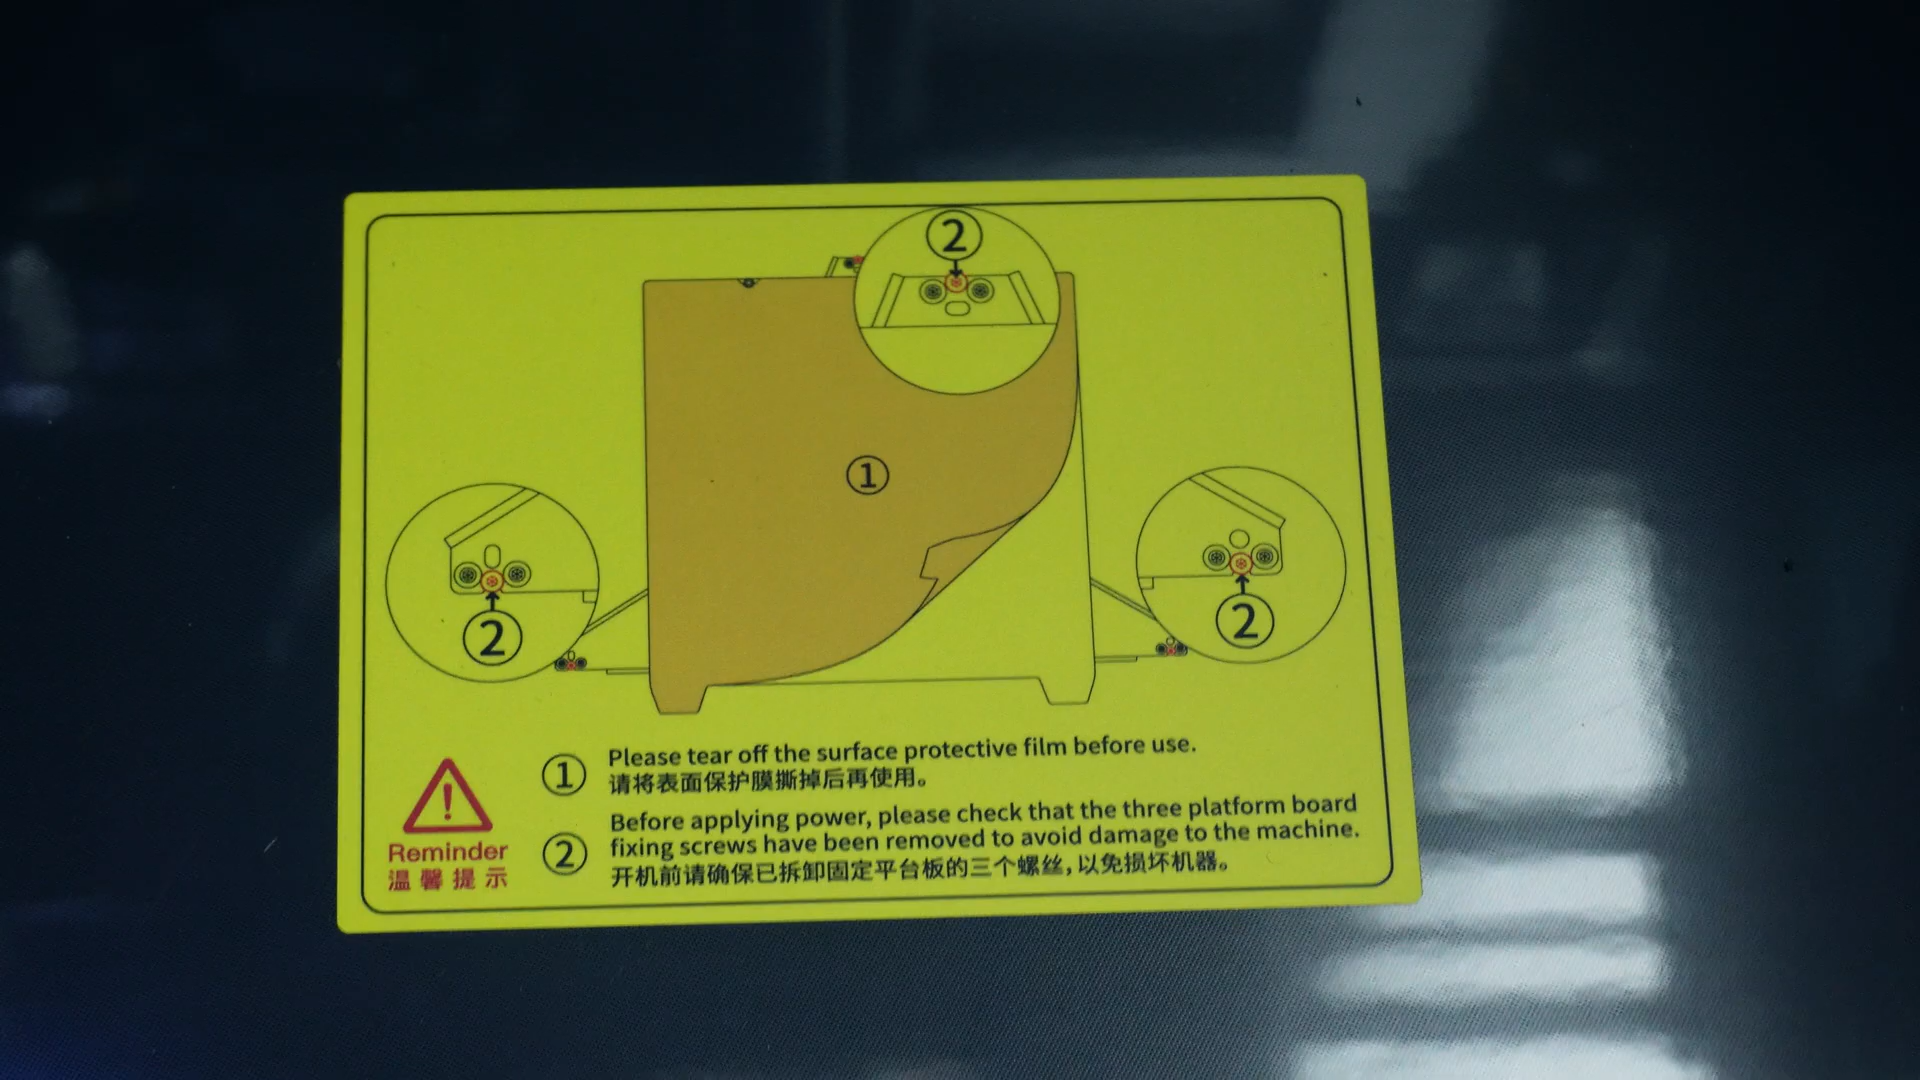 2
①
2
2
Reminder
温馨提示
① Please tear off the surface protective film before use.
请将表面保护膜撕掉后再使用。
② Before applying power, please check that the three platform board
fixing screws have been removed to avoid damage to the machine.
开机前请确保已拆卸固定平台板的三个螺丝，以免损坏机器。